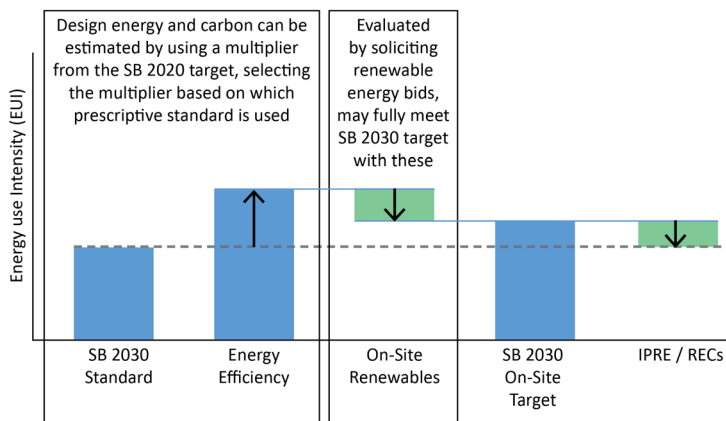 Design energy and carbon can be
estimated by using a multiplier
from the SB 2020 target, selecting
the multiplier based on which
prescriptive standard is used
Evaluated
by soliciting
renewable
energy bids,
may fully meet
SB 2030 target
with these
Energy use Intensity (EUI)
SB 2030
Standard
Energy
Efficiency
On-Site
Renewables
SB 2030
On-Site
Target
IPRE / RECs